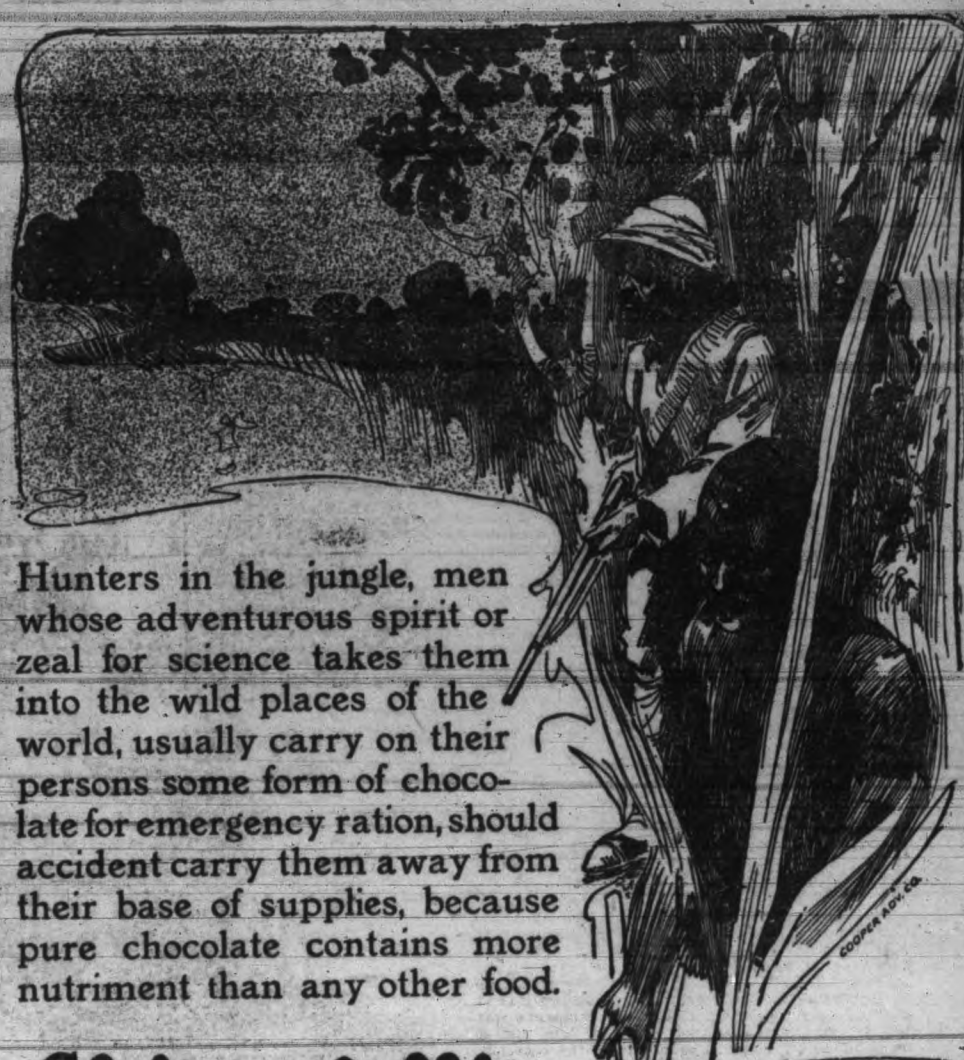 Hunters in the jungle, men
whose adventurous spirit or
zeal for science takes them
into the wild places of the
world, usually carry on their
persons some form of choco-
late for emergency ration, should
accident carry them away from
their base of supplies, because
pure chocolate contains more
nutriment than any other food.
COOPER ADV. CO.